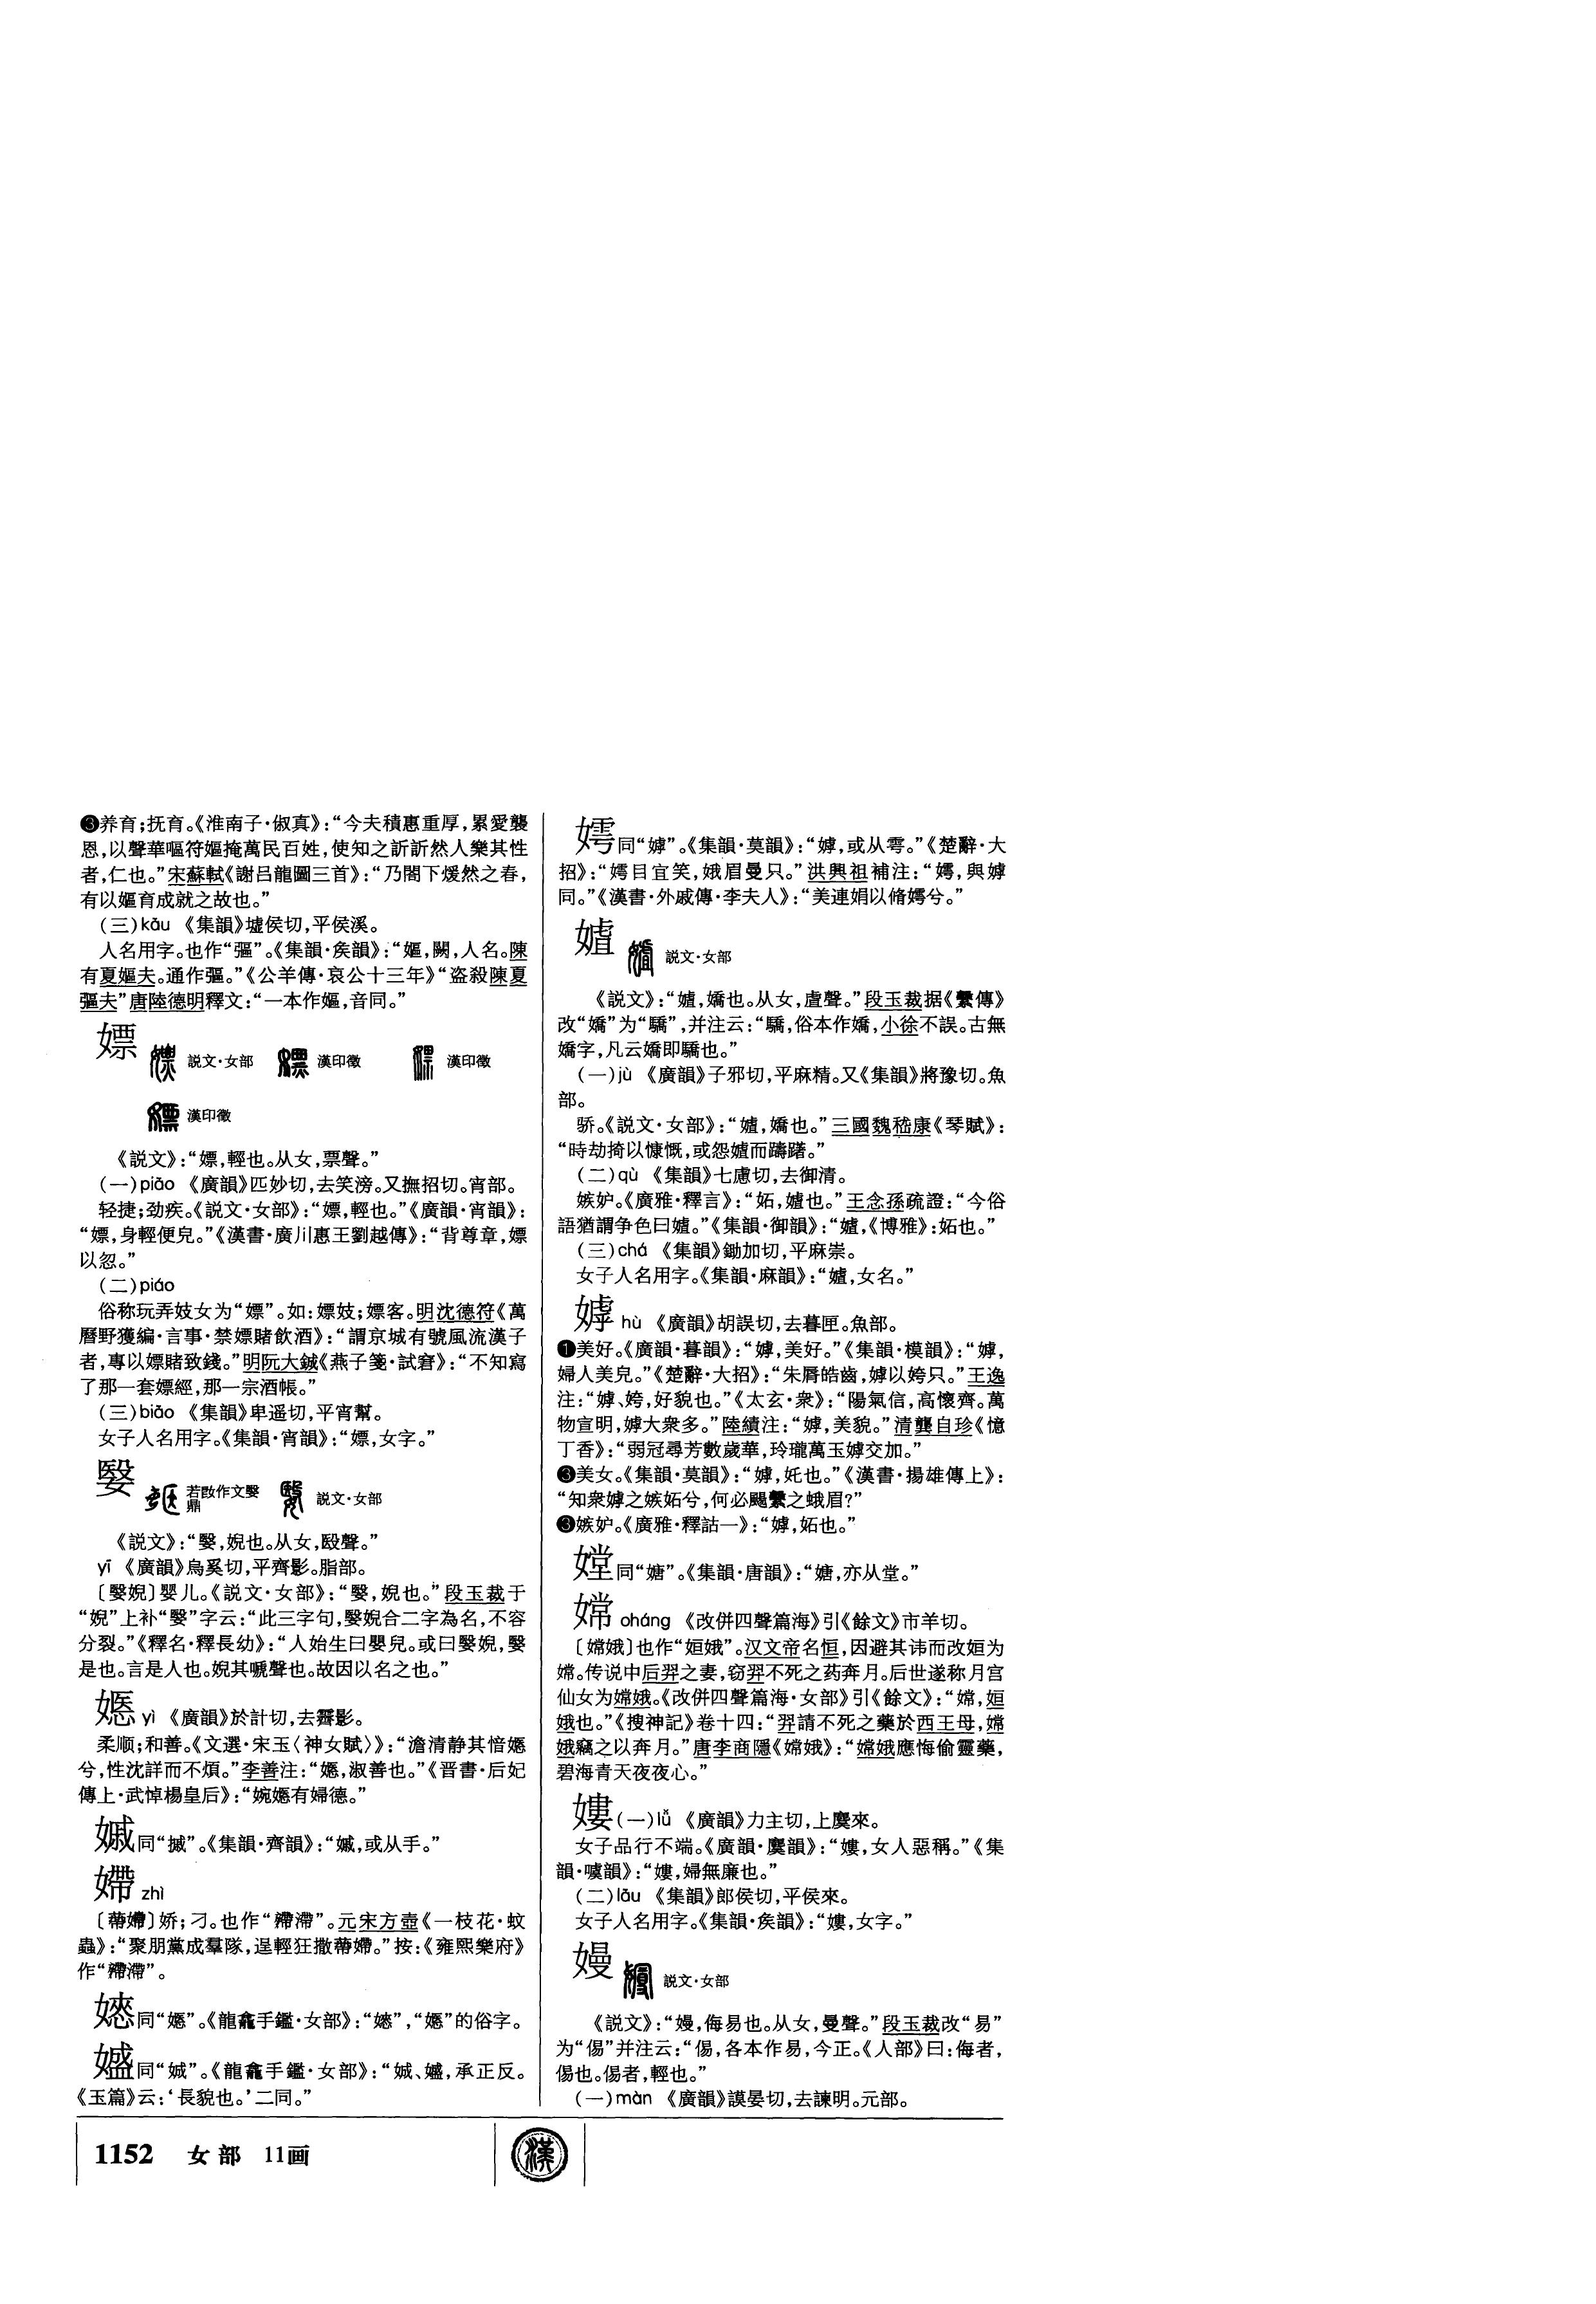 ❸养育;抚育。《淮南子·俶真》:“今夫積惠重厚,累愛襲
恩,以聲華嘔符嫗掩萬民百姓,使知之訢訢然人樂其性
者,仁也。”宋蘇軾《謝吕龍圖三首》:“乃閤下煖然之春,
有以嫗育成就之故也。”
(三)kōu 《集韻》墟侯切,平侯溪。
人名用字。也作“彄”。《集韻·矦韻》:“嫗,闕,人名。陳
有夏嫗夫。通作彄。”《公羊傳·哀公十三年》“盗殺陳夏
彄夫”唐陸德明釋文:“一本作嫗,音同。”
嫖 説文·女部 漢印徵 漢印徵
漢印徵
《説文》:“嫖,輕也。从女,票聲。”
(一)piāo 《廣韻》匹妙切,去笑滂。又撫招切。宵部。
轻捷;劲疾。《説文·女部》:“嫖,輕也。”《廣韻·宵韻》:
“嫖,身輕便皃。”《漢書·廣川惠王劉越傳》:“背尊章,嫖
以忽。”
(二)piáo
俗称玩弄妓女为“嫖”。如:嫖妓;嫖客。明沈德符《萬
曆野獲編·言事·禁嫖賭飲酒》:“謂京城有號風流漢子
者,專以嫖賭致錢。”明阮大鋮《燕子箋·試窘》:“不知寫
了那一套嫖經,那一宗酒帳。”
(三)biāo 《集韻》卑遥切,平宵幫。
女子人名用字。《集韻·宵韻》:“嫖,女字。”
嫛 若㪤作文嫛鼎 説文·女部
《説文》:“嫛,婗也。从女,殹聲。”
yī 《廣韻》烏奚切,平齊影。脂部。
〔嫛婗〕婴儿。《説文·女部》:“嫛,婗也。”段玉裁于
“婗”上补“嫛”字云:“此三字句,嫛婗合二字為名,不容
分裂。”《釋名·釋長幼》:“人始生曰嬰兒。或曰嫛婗,嫛
是也。言是人也。婗其嗁聲也。故因以名之也。”
嫕 yì 《廣韻》於計切,去霽影。
柔顺;和善。《文選·宋玉〈神女賦〉》:“澹清静其愔嫕
兮,性沈詳而不煩。”李善注:“嫕,淑善也。”《晋書·后妃
傳上·武悼楊皇后》:“婉嫕有婦德。”
㜘同“摵”。《集韻·齊韻》:“㜘,或从手。”
嫦 zhì
〔𧝐嫦〕娇;刁。也作“殢滯”。元宋方壺《一枝花·蚊
蟲》:“聚朋黨成羣隊,逞輕狂撒。”按:《雍熙樂府》
作“殢滯”。
同“嫕”。《龍龕手鑑·女部》:“”,“嫕”的俗字。
同“娍”。《龍龕手鑑·女部》:“娍、,承正反。
《玉篇》云:‘長貌也。’二同。”
嫮同“嫭”。《集韻·莫韻》:“嫭,或从雩。”《楚辭·大
招》:“嫮目宜笑,娥眉曼只。”洪興祖補注:“嫮,與嫭
同。”《漢書·外戚傳·李夫人》:“美連娟以脩嫮兮。”
㜘 説文·女部
《説文》:“嫬,嬌也。从女,虘聲。”段玉裁据《繫傳》
改“嬌”为“驕”,并注云:“驕,俗本作嬌,小徐不誤。古無
嬌字,凡云嬌即驕也。”
(一)jù 《廣韻》子邪切,平麻精。又《集韻》將豫切。魚
部。
骄。《説文·女部》:“,嬌也。”三國魏嵇康《琴賦》:
“時劫掎以慷慨,或怨而躊躇。”
(二)qù 《集韻》七慮切,去御清。
嫉妒。《廣雅·釋言》:“妬,也。”王念孫疏證:“今俗
語猶謂争色曰。”《集韻·御韻》:“,《博雅》:妬也。”
(三)chá 《集韻》鋤加切,平麻崇。
女子人名用字。《集韻·麻韻》:“,女名。”
嫭 hù 《廣韻》胡誤切,去暮匣。魚部。
❶美好。《廣韻·暮韻》:“嫭,美好。”《集韻·模韻》:“嫭,
婦人美皃。”《楚辭·大招》:“朱脣皓齒,嫭以姱只。”王逸
注:“嫭、姱,好貌也。”《太玄·衆》:“陽氣信,高懷齊。萬
物宣明,嫭大衆多。”陸績注:“嫭,美貌。”清龔自珍《憶
丁香》:“弱冠尋芳數歲華,玲瓏萬玉嫭交加。”
❸美女。《集韻·莫韻》:“嫭,妊也。”《漢書·揚雄傳上》:
“知衆嫭之嫉妬兮,何必颺纍之蛾眉?”
❸嫉妒。《廣雅·釋詁一》:“嫭,妬也。”
㙶同“嫞”。《集韻·唐韻》:“,亦从堂。”
嫦 cháng 《改併四聲篇海》引《餘文》市羊切。
〔嫦娥〕也作“姮娥”。汉文帝名恒,因避其讳而改姮为
嫦。传说中后羿之妻,窃羿不死之药奔月。后世遂称月宫
仙女为嫦娥。《改併四聲篇海·女部》引《餘文》:“嫦,姮
娥也。”《搜神記》卷十四:“羿請不死之藥於西王母,嫦
娥竊之以奔月。”唐李商隱《嫦娥》:“嫦娥應悔偷靈藥,
碧海青天夜夜心。”
嫘(一)lǚ 《廣韻》力主切,上麌來。
女子品行不端。《廣韻·麌韻》:“婁,女人惡稱。”《集
韻·噳韻》:“嫂,婦無廉也。”
(二)lóu 《集韻》郎侯切,平侯來。
女子人名用字。《集韻·矦韻》:“,女字。”
嫚 説文·女部
《説文》:“嫚,侮易也。从女,曼聲。”段玉裁改“易”
为“傷”并注云:“㑥,各本作易,今正。《人部》曰:侮者,
㑥也。㑥者,輕也。”
(一)màn 《廣韻》謨晏切,去諫明。元部。
1152 女部 11画
漢